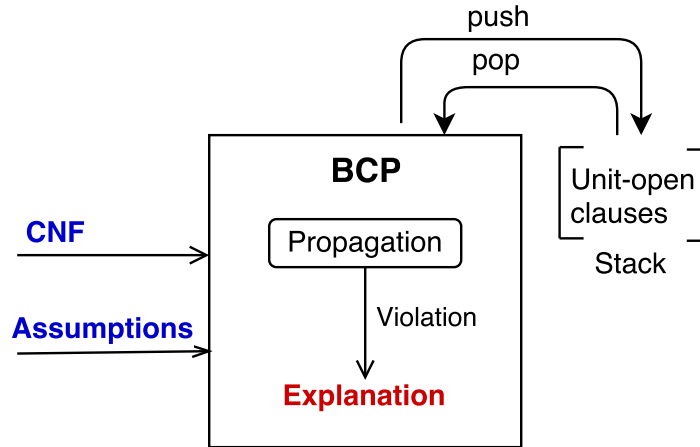 push
pop
BCP
Unit-open
clauses
Stack
CNF
Propagation
Assumptions
Violation
Explanation